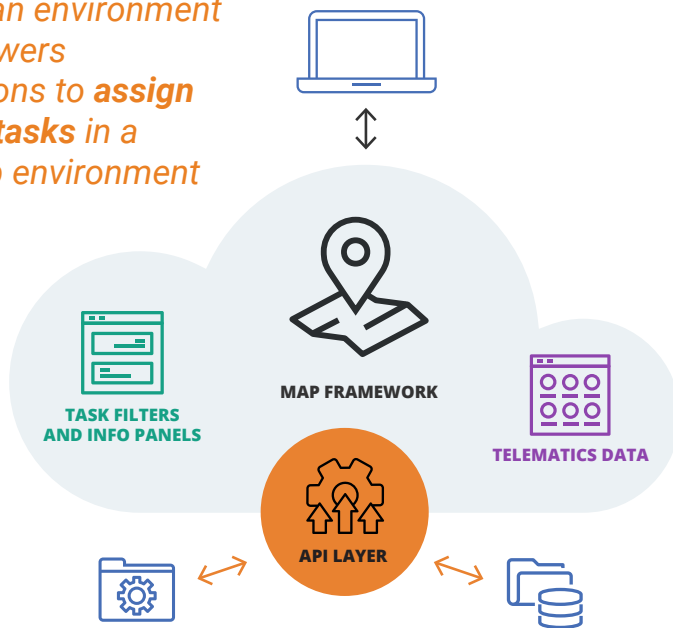 an environment
wers
ons to assign
tasks in a
environment
MAP FRAMEWORK
TASK FILTERS
AND INFO PANELS
TELEMATICS DATA
API LAYER